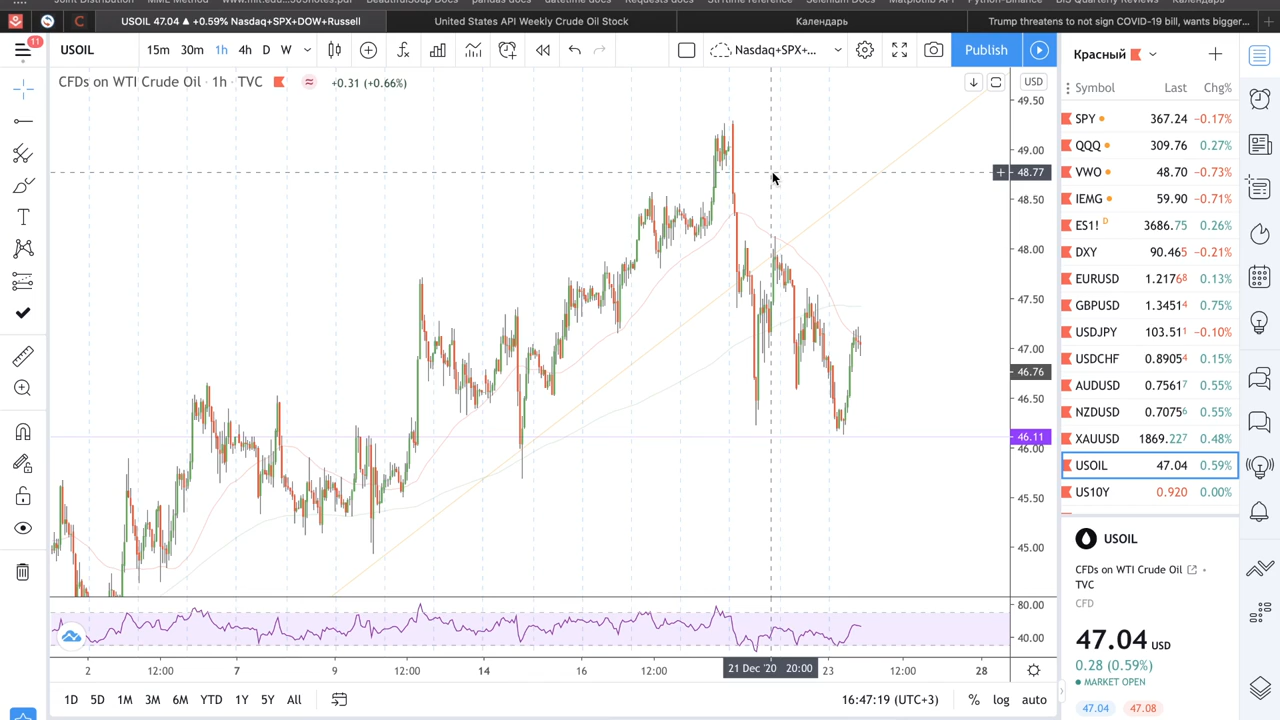 USOIL 47.04 ▲ +0.59% Nasdaq+SPX+DOW+Russell
United States API Weekly Crude Oil Stock
Календарь
Trump threatens to not sign COVID-19 bill, wants bigger...
11
USOIL
15m 30m 1h 4h D W
Nasdaq+SPX+...
Publish
CFDs on WTI Crude Oil · 1h · TVC
+0.31 (+0.66%)
USD
49.50
49.00
48.77
48.50
48.00
47.50
47.00
46.76
46.50
46.11
46.00
45.50
45.00
80.00
40.00
2 12:00 7 9 12:00 14 16 12:00 21 Dec '20 20:00 23 12:00 28
1D 5D 1M 3M 6M YTD 1Y 5Y All
16:47:19 (UTC+3) % log auto
Красный
Symbol Last Chg%
SPY 367.24 −0.17%
QQQ 309.76 0.27%
VWO 48.70 −0.73%
IEMG 59.90 −0.71%
ES1! D 3686.75 0.26%
DXY 90.465 −0.21%
EURUSD 1.21768 0.13%
GBPUSD 1.34514 0.75%
USDJPY 103.511 −0.10%
USDCHF 0.89054 0.15%
AUDUSD 0.75617 0.55%
NZDUSD 0.70756 0.55%
XAUUSD 1869.227 0.48%
USOIL 47.04 0.59%
US10Y 0.920 0.00%
USOIL
CFDs on WTI Crude Oil
TVC
CFD
47.04 USD
0.28 (0.59%)
MARKET OPEN
47.04 47.08